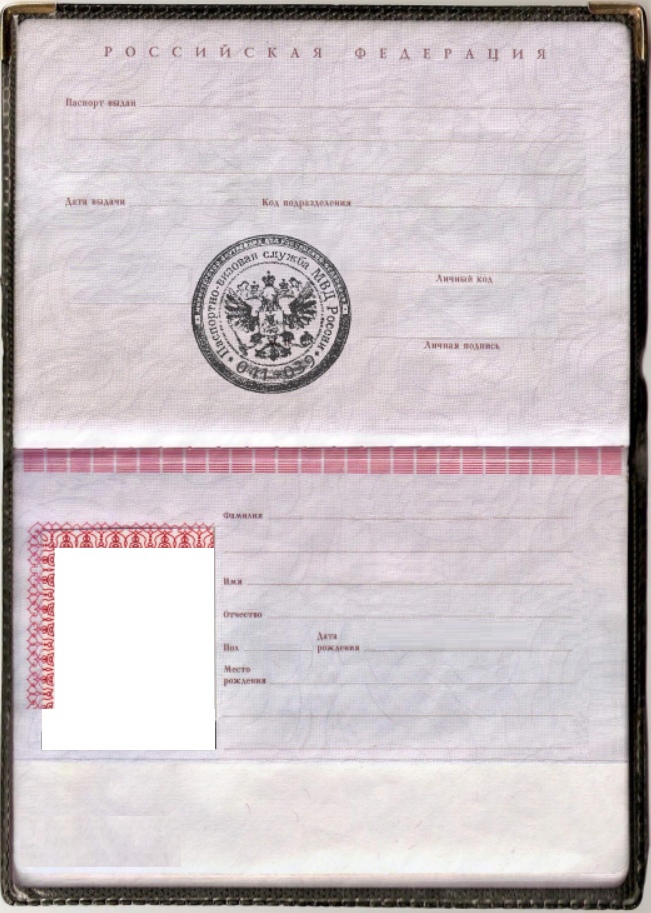 РОССИЙСКАЯ ФЕДЕРАЦИЯ
Паспорт выдан
Дата выдачи Код подразделения
Паспортно-визовая служба МВД России
041 039
Личный код
Личная подпись
Фамилия
Имя
Отчество
Пол Дата рождения
Место рождения